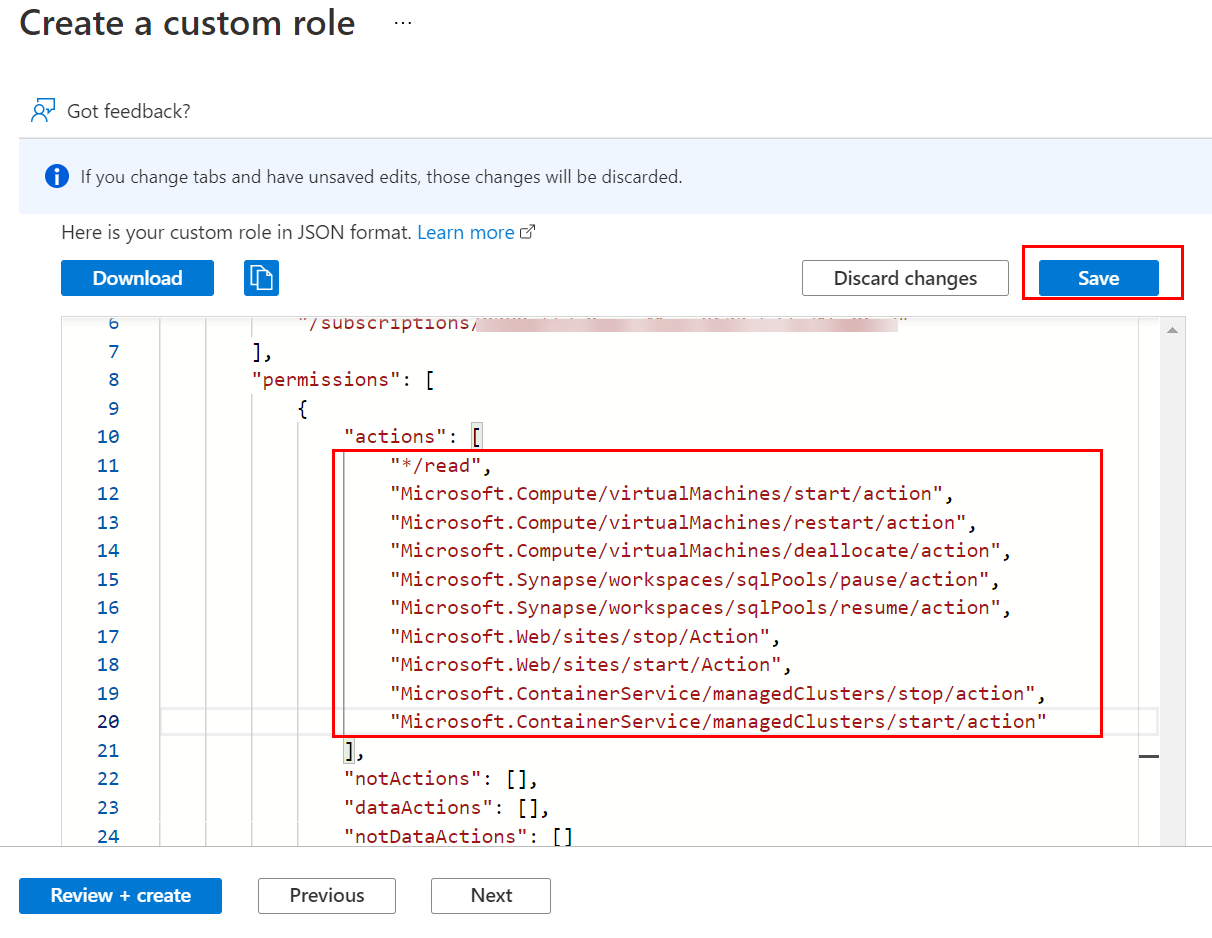 Create a custom role ...
Got feedback?
If you change tabs and have unsaved edits, those changes will be discarded.
Here is your custom role in JSON format. Learn more
Download Discard changes Save
6 "/subscriptions/
7 ],
8 "permissions": [
9 {
10 "actions": [
11 "*/read",
12 "Microsoft.Compute/virtualMachines/start/action",
13 "Microsoft.Compute/virtualMachines/restart/action",
14 "Microsoft.Compute/virtualMachines/deallocate/action",
15 "Microsoft.Synapse/workspaces/sqlPools/pause/action",
16 "Microsoft.Synapse/workspaces/sqlPools/resume/action",
17 "Microsoft.Web/sites/stop/Action",
18 "Microsoft.Web/sites/start/Action",
19 "Microsoft.ContainerService/managedClusters/stop/action",
20 "Microsoft.ContainerService/managedClusters/start/action"
21 ],
22 "notActions": [],
23 "dataActions": [],
24 "notDataActions": []
Review + create Previous Next